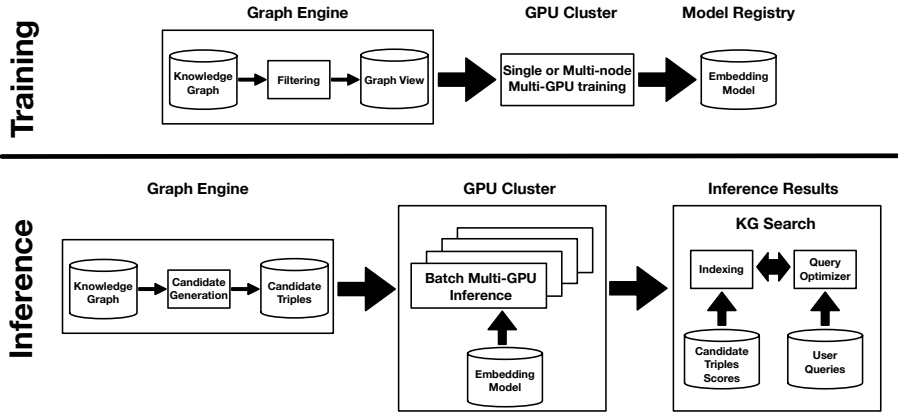 Training
Graph Engine
Knowledge
Graph
Filtering
Graph View
GPU Cluster
Single or Multi-node
Multi-GPU training
Model Registry
Embedding
Model
Inference
Graph Engine
Knowledge
Graph
Candidate
Generation
Candidate
Triples
GPU Cluster
Batch Multi-GPU
Inference
Embedding
Model
Inference Results
KG Search
Indexing
Query
Optimizer
Candidate
Triples
Scores
User
Queries